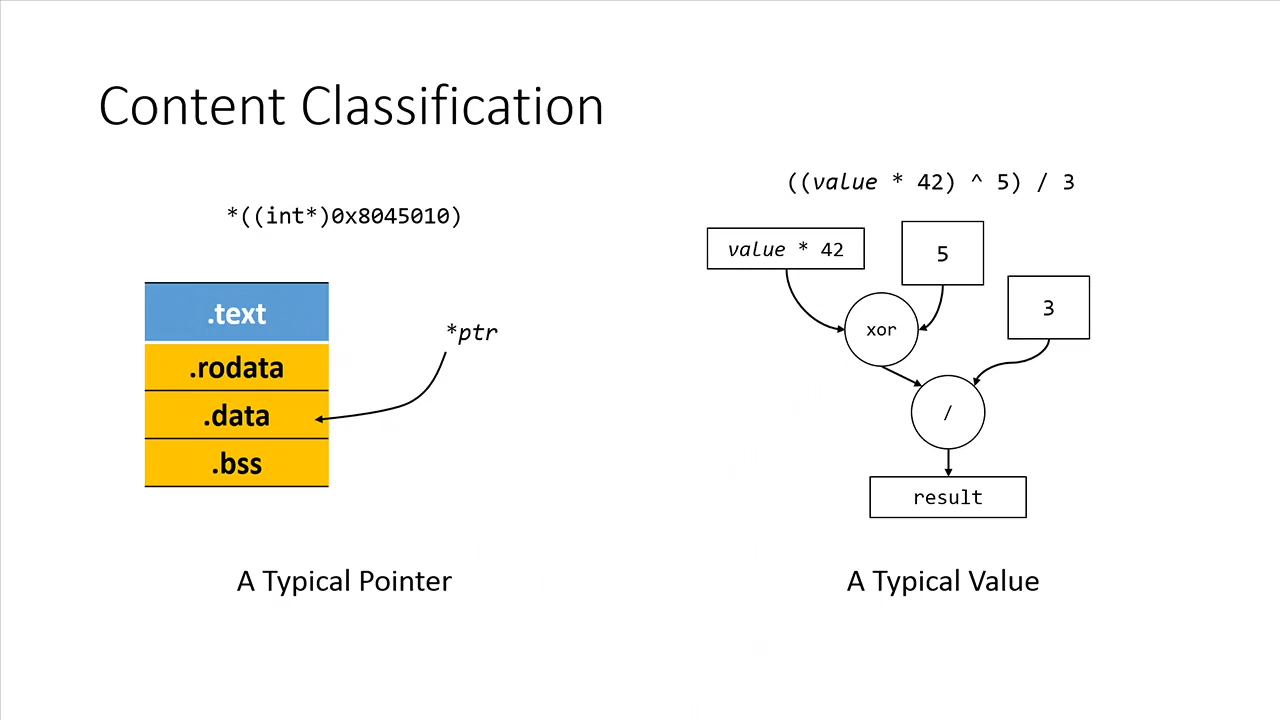 Content Classification
*((int*)0x8045010)
.text
.rodata
.data
.bss
*ptr
A Typical Pointer
((value * 42) ^ 5) / 3
value * 42
5
3
xor
/
result
A Typical Value